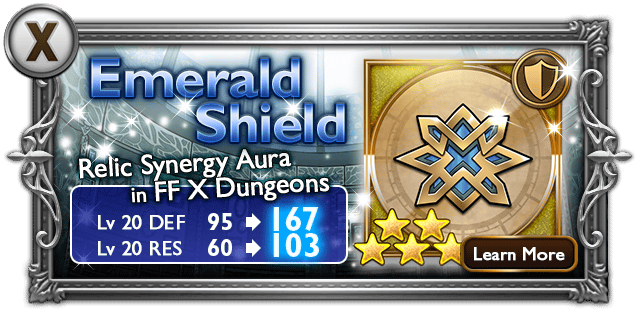 X
Emerald
Shield
Relic Synergy Aura
in FF X Dungeons
Lv 20 DEF 95 167
Lv 20 RES 60 103
Learn More